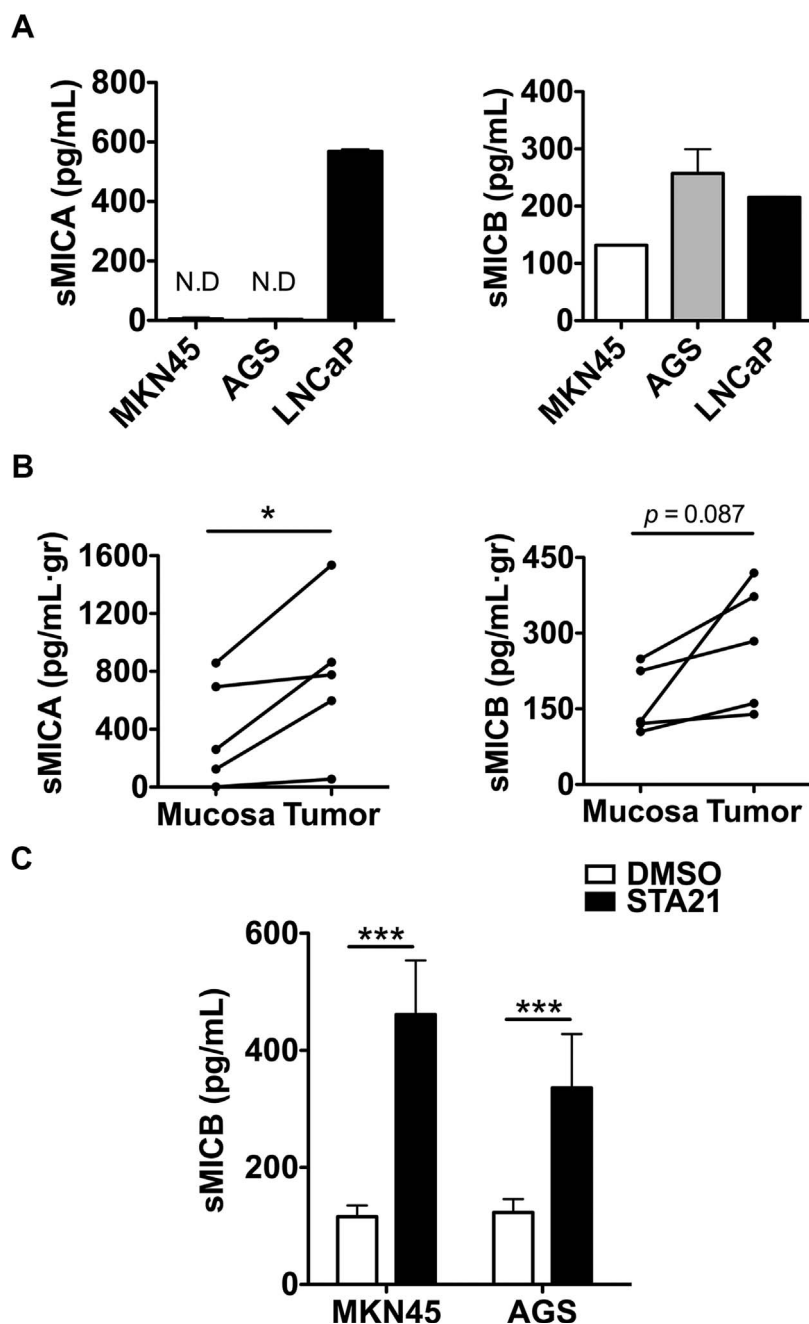 A
sMICA (pg/mL)
800
600
400
200
0
N.D
N.D
MKN45
AGS
LNCaP
sMICB (pg/mL)
400
300
200
100
0
MKN45
AGS
LNCaP
B
sMICA (pg/mL·gr)
1600
1200
800
400
0
*
Mucosa Tumor
sMICB (pg/mL·gr)
450
300
150
0
p = 0.087
Mucosa Tumor
C
DMSO
STA21
sMICB (pg/mL)
600
400
200
0
***
***
MKN45
AGS